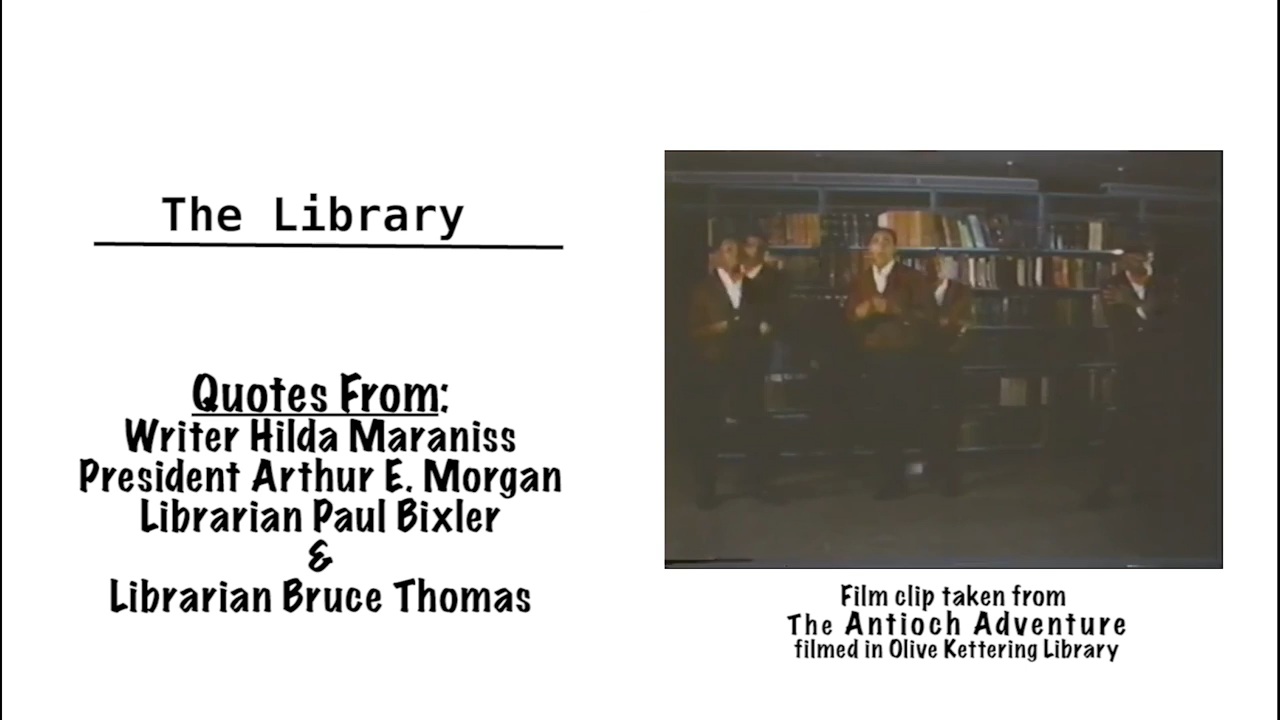 The Library
Quotes From:
Writer Hilda Maraniss
President Arthur E. Morgan
Librarian Paul Bixler
&
Librarian Bruce Thomas
Film clip taken from
The Antioch Adventure
filmed in Olive Kettering Library